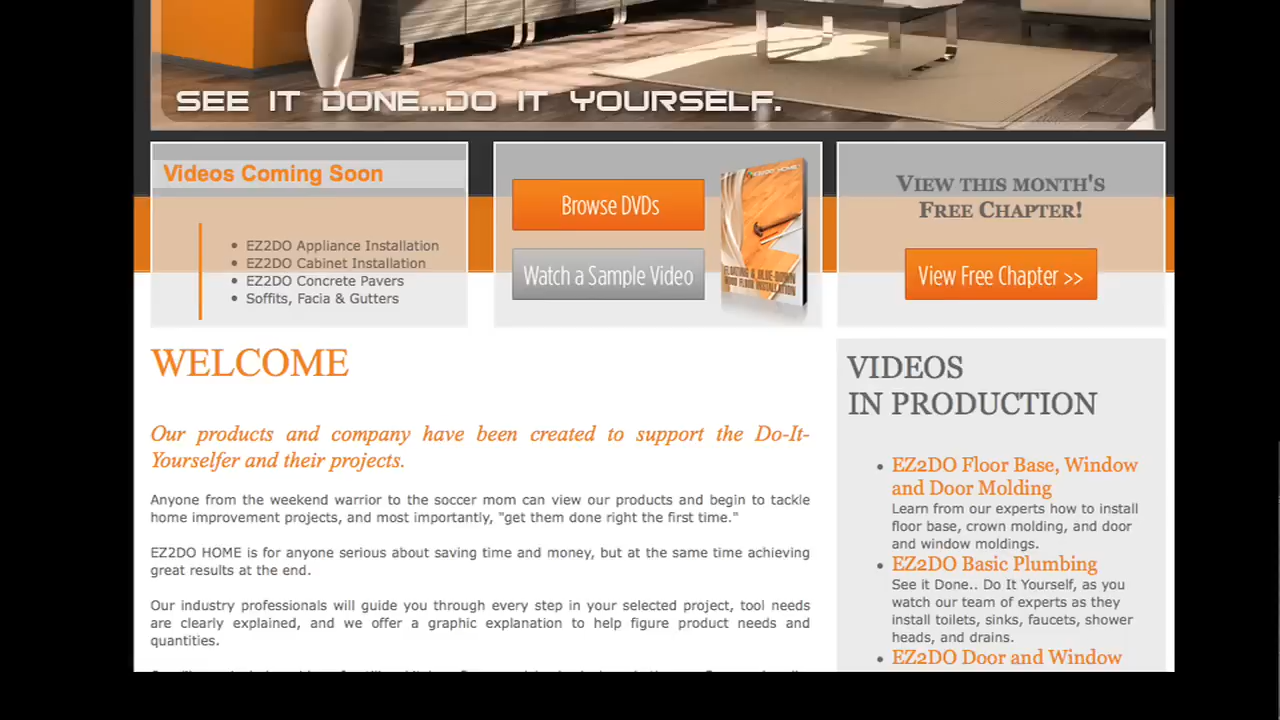 SEE IT DONE...DO IT YOURSELF.
Videos Coming Soon
EZ2DO Appliance Installation
EZ2DO Cabinet Installation
EZ2DO Concrete Pavers
Soffits, Facia & Gutters
Browse DVDs
Watch a Sample Video
FLOATING & GLUE-DOWN
WOOD FLOOR INSTALLATION
VIEW THIS MONTH'S
FREE CHAPTER!
View Free Chapter >>
WELCOME
Our products and company have been created to support the Do-It-
Yourselfer and their projects.
Anyone from the weekend warrior to the soccer mom can view our products and begin to tackle
home improvement projects, and most importantly, "get them done right the first time."
EZ2DO HOME is for anyone serious about saving time and money, but at the same time achieving
great results at the end.
Our industry professionals will guide you through every step in your selected project, tool needs
are clearly explained, and we offer a graphic explanation to help figure product needs and
quantities.
VIDEOS
IN PRODUCTION
EZ2DO Floor Base, Window
and Door Molding
Learn from our experts how to install
floor base, crown molding, and door
and window moldings.
EZ2DO Basic Plumbing
See it Done.. Do It Yourself, as you
watch our team of experts as they
install toilets, sinks, faucets, shower
heads, and drains.
EZ2DO Door and Window